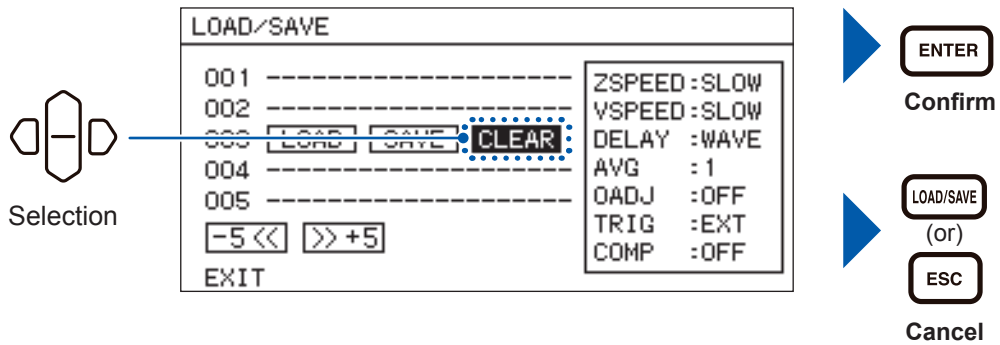 LOAD/SAVE
001 ---------------------------
002 ---------------------------
003 LOAD SAVE CLEAR
004 ---------------------------
005 ---------------------------
-5 << >> +5
EXIT
ZSPEED :SLOW
VSPEED :SLOW
DELAY :WAVE
AVG :1
OADJ :OFF
TRIG :EXT
COMP :OFF
Selection
ENTER
Confirm
LOAD/SAVE
(or)
ESC
Cancel